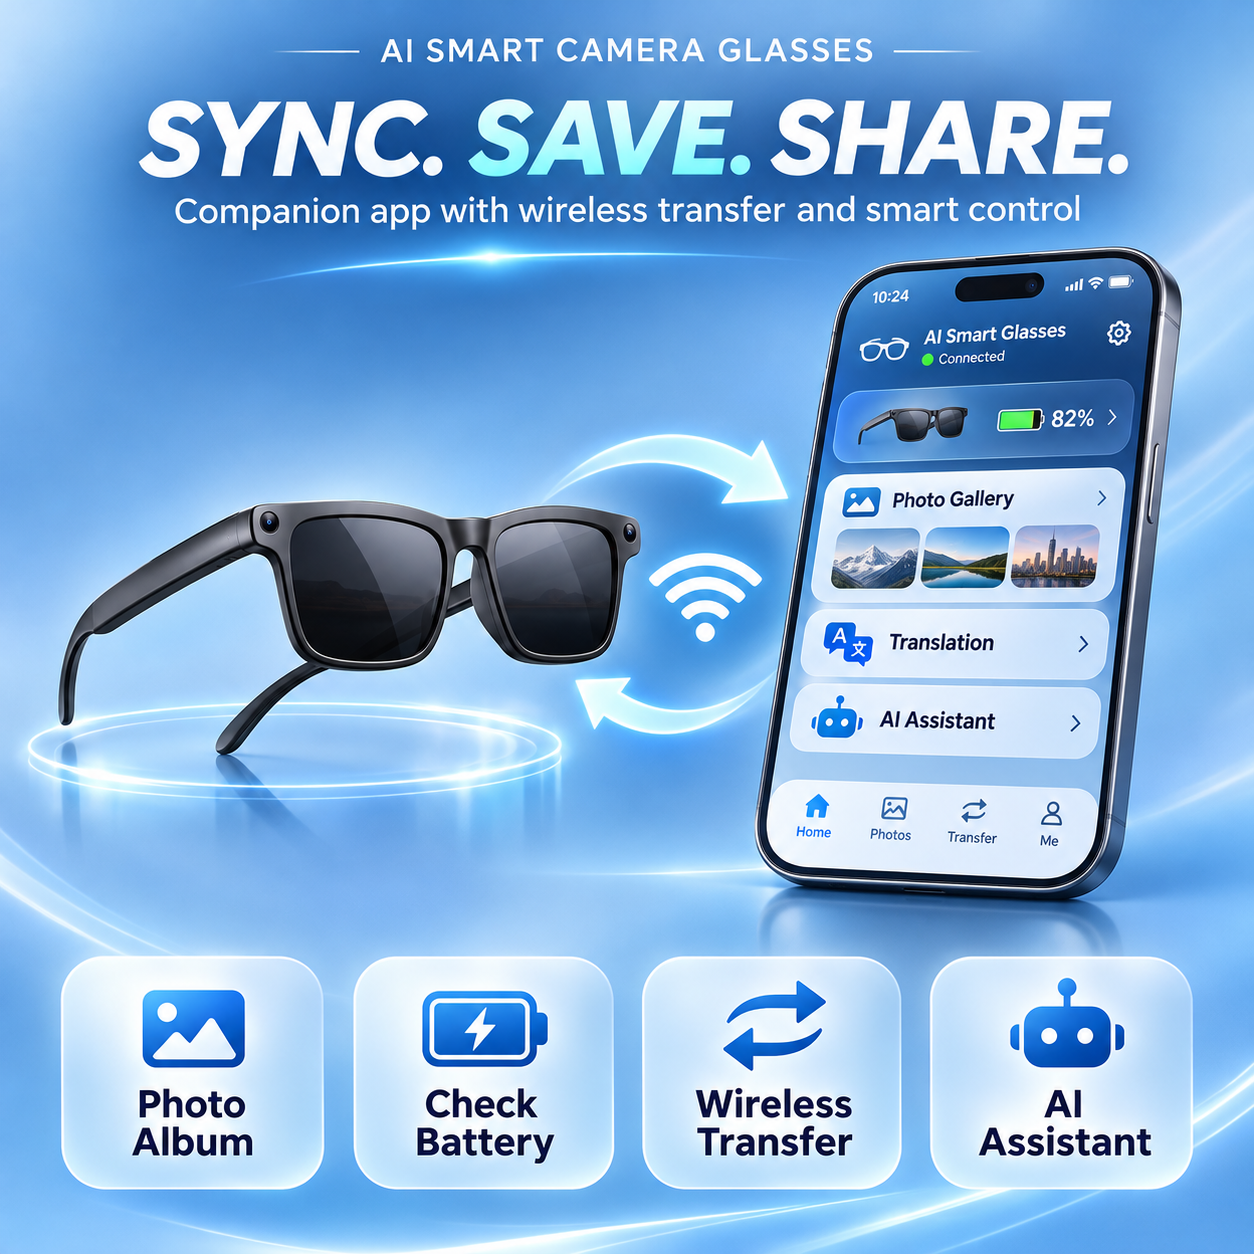 AI SMART CAMERA GLASSES
SYNC. SAVE. SHARE.
Companion app with wireless transfer and smart control
10:24
AI Smart Glasses
Connected
82%
Photo Gallery
A 文
Translation
AI Assistant
Home Photos Transfer Me
Photo
Album
Check
Battery
Wireless
Transfer
AI
Assistant